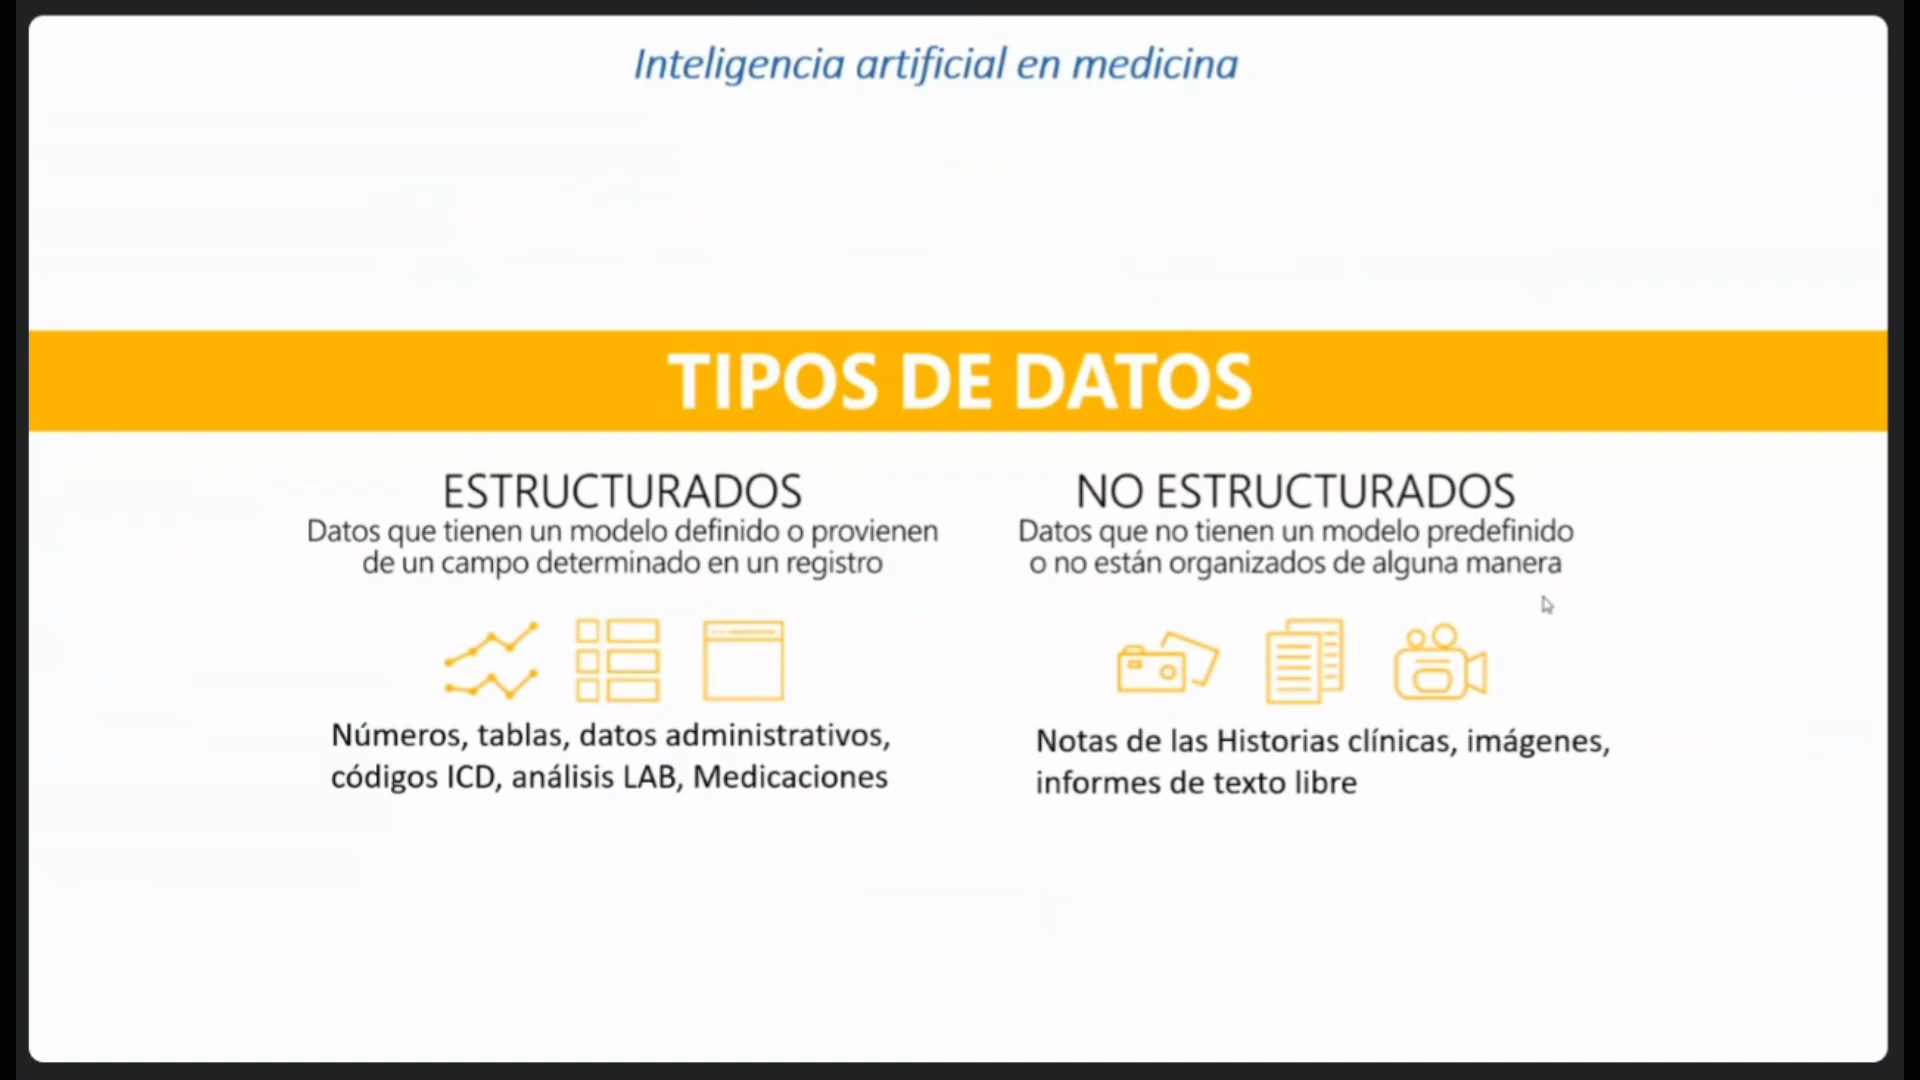 Inteligencia artificial en medicina
TIPOS DE DATOS
ESTRUCTURADOS
Datos que tienen un modelo definido o provienen
de un campo determinado en un registro
Números, tablas, datos administrativos,
códigos ICD, análisis LAB, Medicaciones
NO ESTRUCTURADOS
Datos que no tienen un modelo predefinido
o no están organizados de alguna manera
Notas de las Historias clínicas, imágenes,
informes de texto libre